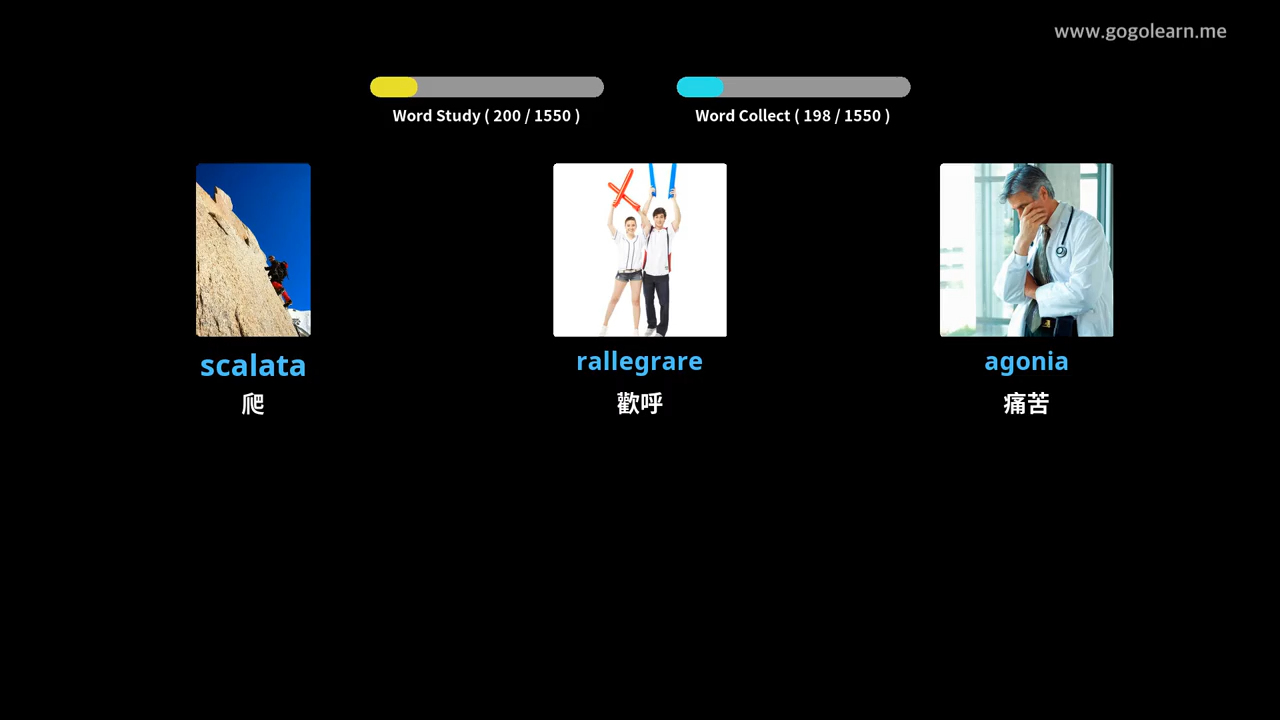 www.gogolearn.me
Word Study ( 200 / 1550 )
Word Collect ( 198 / 1550 )
scalata
爬
rallegrare
歡呼
agonia
痛苦